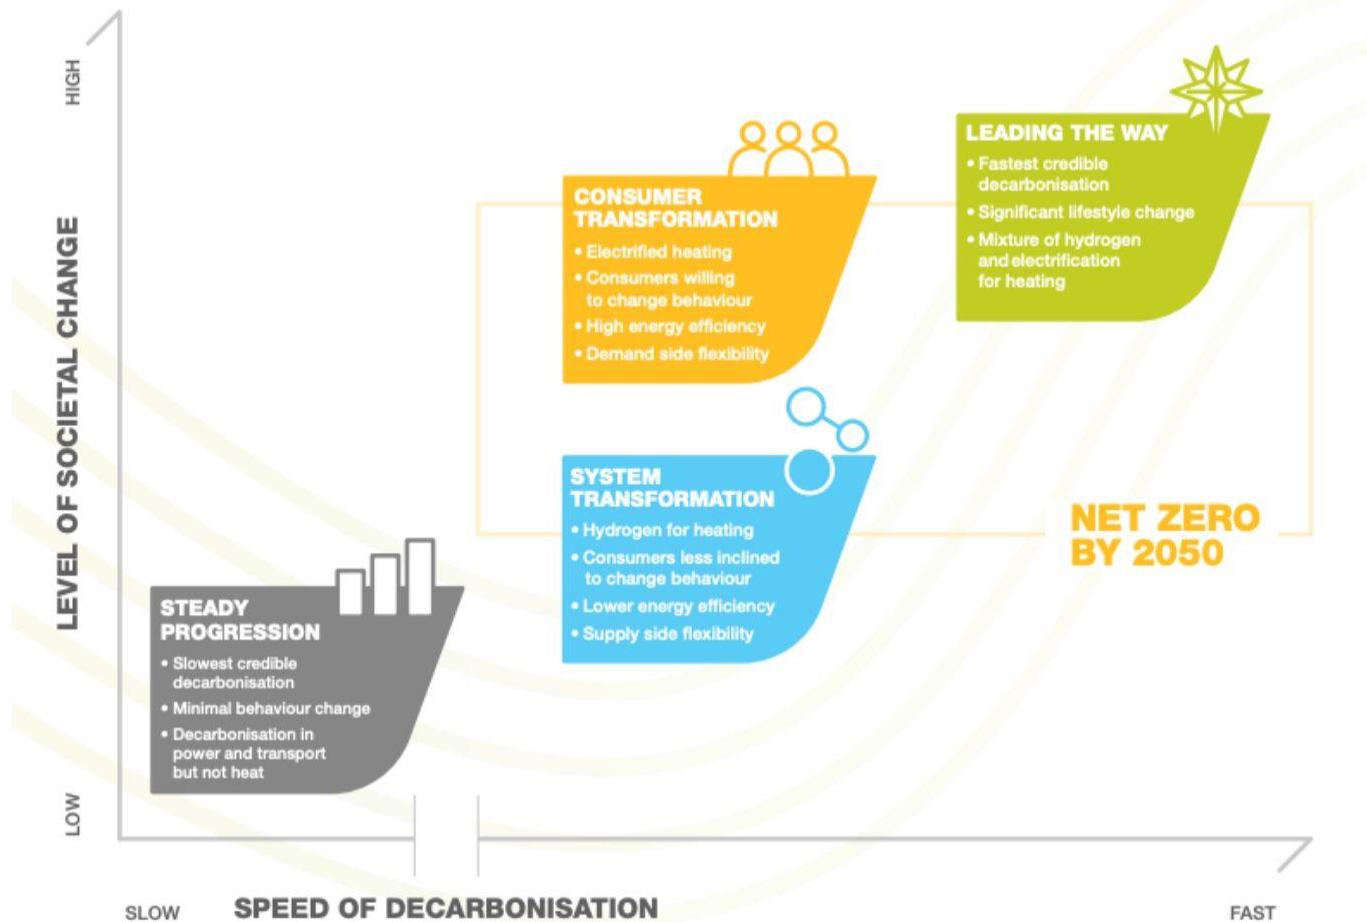 HIGH
LEVEL OF SOCIETAL CHANGE
LOW
CONSUMER
TRANSFORMATION
• Electrified heating
• Consumers willing
to change behaviour
• High energy efficiency
• Demand side flexibility
LEADING THE WAY
• Fastest credible
decarbonisation
• Significant lifestyle change
• Mixture of hydrogen
and electrification
for heating
SYSTEM
TRANSFORMATION
• Hydrogen for heating
• Consumers less inclined
to change behaviour
• Lower energy efficiency
• Supply side flexibility
NET ZERO
BY 2050
STEADY
PROGRESSION
• Slowest credible
decarbonisation
• Minimal behaviour change
• Decarbonisation in
power and transport
but not heat
SLOW
SPEED OF DECARBONISATION
FAST